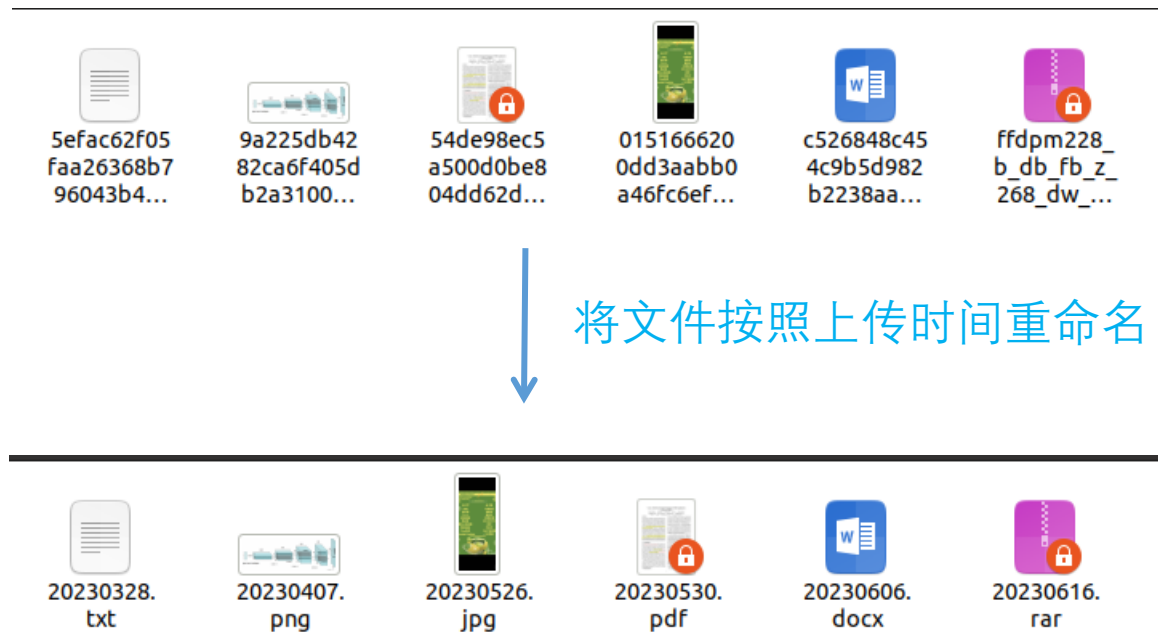 5efac62f05 9a225db42 54de98ec5 015166620 c526848c45 ffdpm228_
faa26368b7 82ca6f405d a500d0be8 0dd3aabb0 4c9b5d982 b_db_fb_z_
96043b4... b2a3100... 04dd62d... a46fc6ef... b2238aa... 268_dw_...
将文件按照上传时间重命名
20230328. 20230407. 20230526. 20230530. 20230606. 20230616.
txt png jpg pdf docx rar